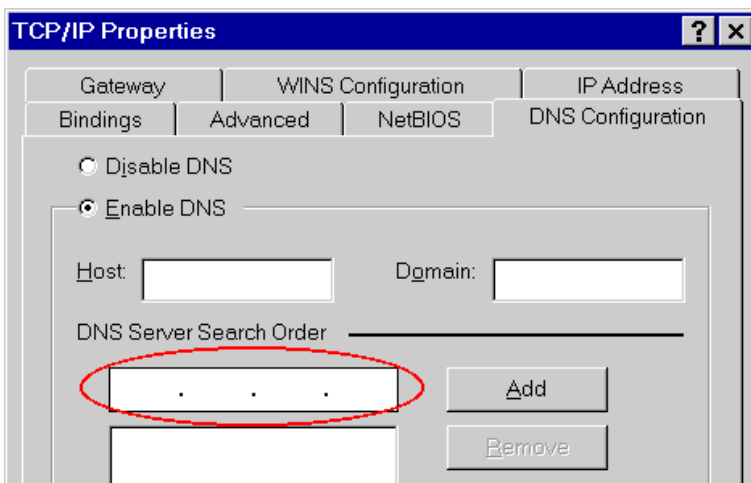 TCP/IP Properties
Gateway WINS Configuration IP Address
Bindings Advanced NetBIOS DNS Configuration
Disable DNS
Enable DNS
Host: Domain:
DNS Server Search Order
. . . Add
Remove